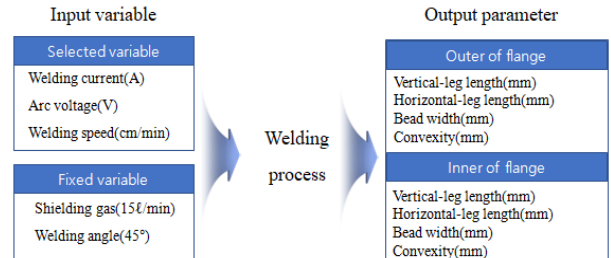 Input variable
Selected variable
Welding current(A)
Arc voltage(V)
Welding speed(cm/min)
Fixed variable
Shielding gas(15ℓ/min)
Welding angle(45°)
Welding
process
Output parameter
Outer of flange
Vertical-leg length(mm)
Horizontal-leg length(mm)
Bead width(mm)
Convexity(mm)
Inner of flange
Vertical-leg length(mm)
Horizontal-leg length(mm)
Bead width(mm)
Convexity(mm)